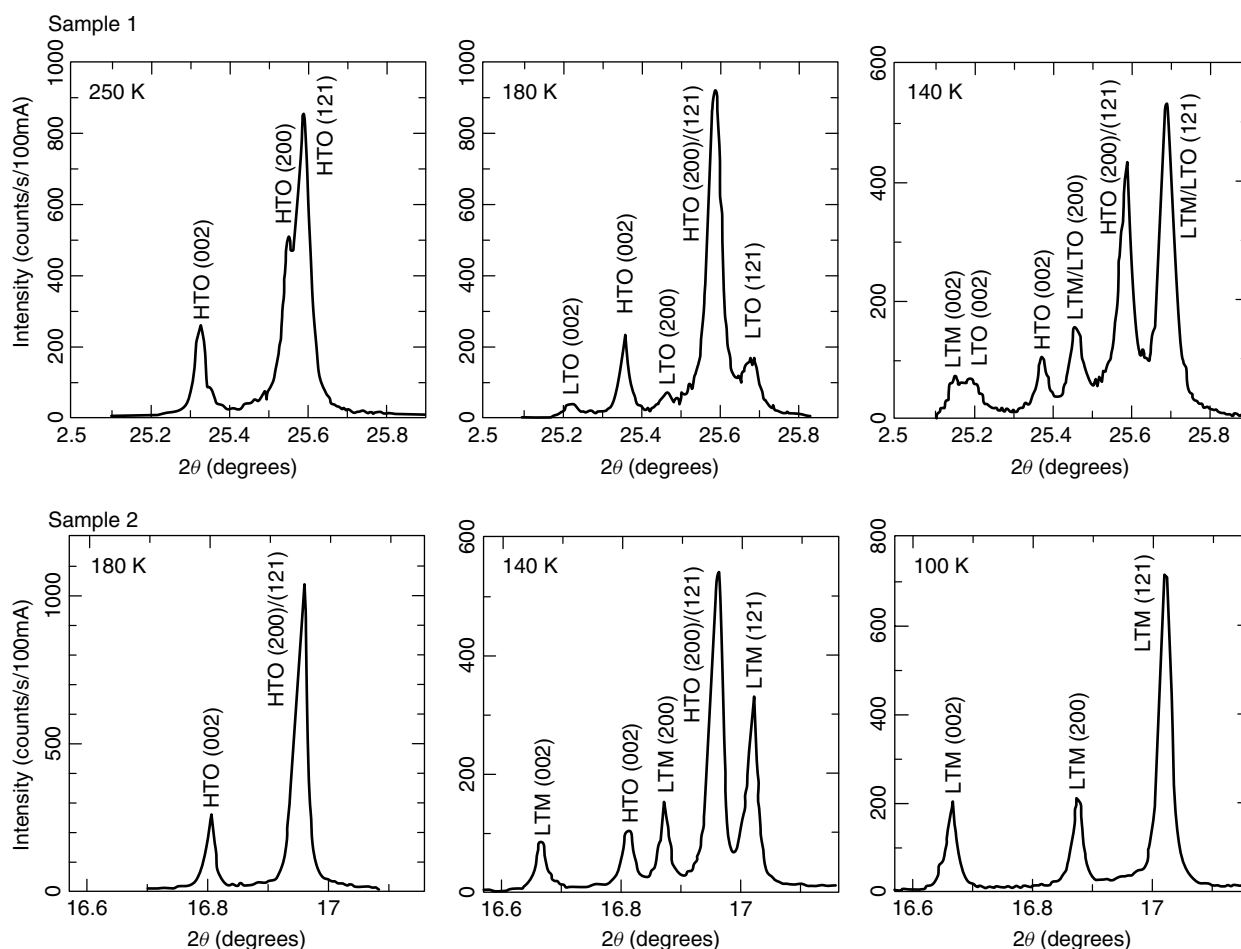 Sample 1
Intensity (counts/s/100mA)
1000
800
600
400
200
0
250 K
HTO (002)
HTO (200)
HTO (121)
2.5
25.2
25.4
25.6
25.8
2θ (degrees)
1000
900
800
700
600
500
400
300
200
100
0
180 K
LTO (002)
HTO (002)
LTO (200)
HTO (200)/(121)
LTO (121)
2.5
25.2
25.4
25.6
25.8
2θ (degrees)
600
400
200
0
140 K
LTM (002)
LTO (002)
HTO (002)
LTM/LTO (200)
HTO (200)/(121)
LTM/LTO (121)
2.5
25.2
25.4
25.6
25.8
2θ (degrees)
Sample 2
Intensity (counts/s/100mA)
1000
500
0
180 K
HTO (002)
HTO (200)/(121)
16.6
16.8
17
2θ (degrees)
600
400
200
0
140 K
LTM (002)
HTO (002)
LTM (200)
HTO (200)/(121)
LTM (121)
16.6
16.8
17
2θ (degrees)
800
600
400
200
0
100 K
LTM (002)
LTM (200)
LTM (121)
16.6
16.8
17
2θ (degrees)